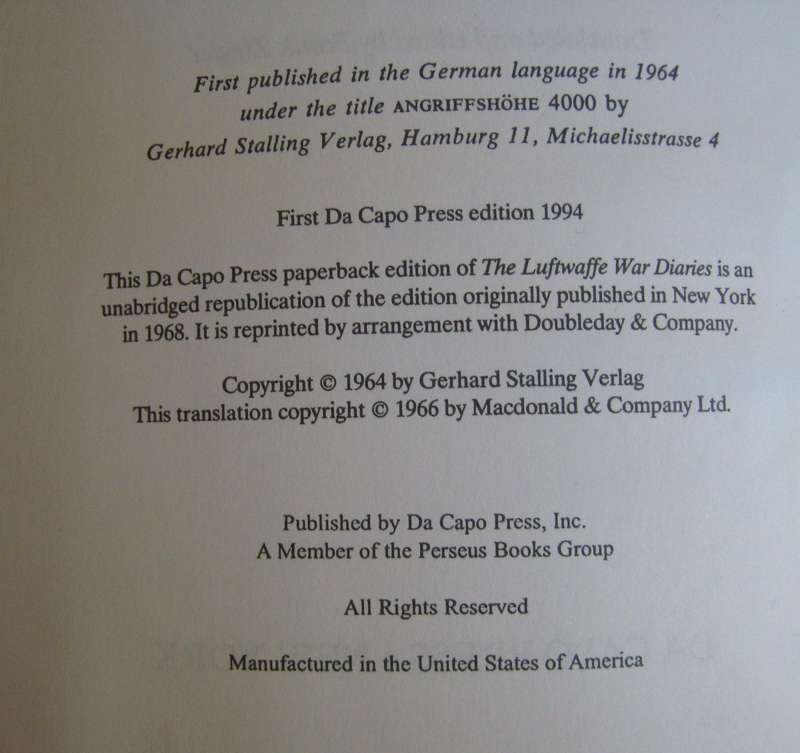 First published in the German language in 1964
under the title ANGRIFFSHÖHE 4000 by
Gerhard Stalling Verlag, Hamburg 11, Michaelisstrasse 4
First Da Capo Press edition 1994
This Da Capo Press paperback edition of The Luftwaffe War Diaries is an
unabridged republication of the edition originally published in New York
in 1968. It is reprinted by arrangement with Doubleday & Company.
Copyright © 1964 by Gerhard Stalling Verlag
This translation copyright © 1966 by Macdonald & Company Ltd.
Published by Da Capo Press, Inc.
A Member of the Perseus Books Group
All Rights Reserved
Manufactured in the United States of America